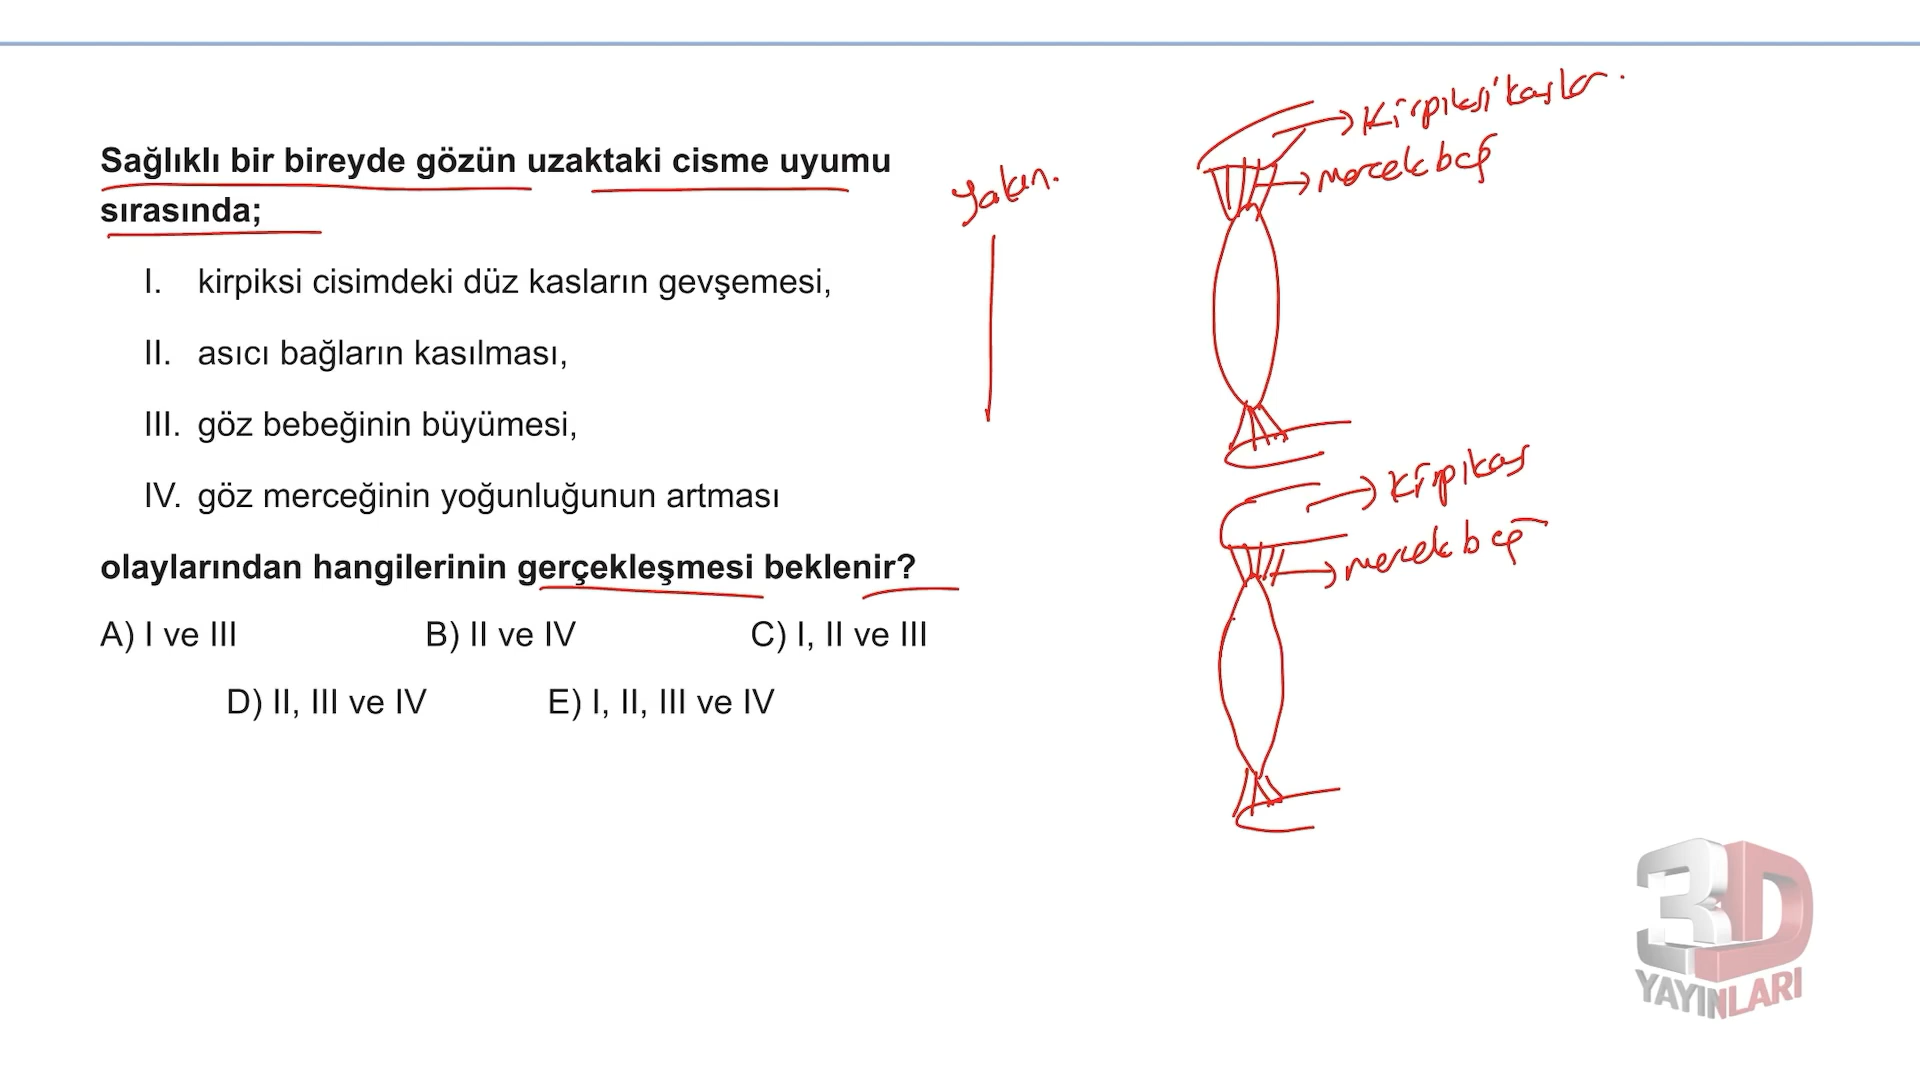 Sağlıklı bir bireyde gözün uzaktaki cisme uyumu
sırasında;
I. kirpiksi cisimdeki düz kasların gevşemesi,
II. asıcı bağların kasılması,
III. göz bebeğinin büyümesi,
IV. göz merceğinin yoğunluğunun artması
olaylarından hangilerinin gerçekleşmesi beklenir?
A) I ve III B) II ve IV C) I, II ve III
D) II, III ve IV E) I, II, III ve IV
Yakın.
Kirpiksi kaslar.
mercek bağ
Kirpikas
mercek bağ
3D
YAYINLARI